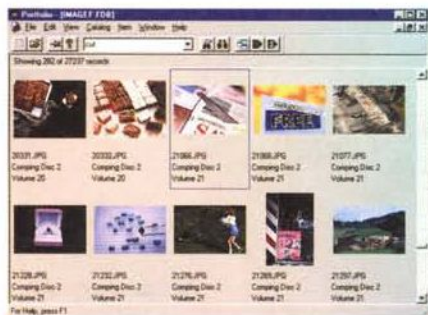 Portfolio - [IMAGEF.FDB]
File Edit View Catalog Item Window Help
cut
Showing 282 of 27237 records
FREE
20331.JPG 20332.JPG 21066.JPG 21068.JPG 21077.JPG
Comping Disc 2 Comping Disc 2 Comping Disc 2 Comping Disc 2 Comping Disc 2
Volume 20 Volume 20 Volume 21 Volume 21 Volume 21
21228.JPG 21232.JPG 21276.JPG 21289.JPG 21297.JPG
Comping Disc 2 Comping Disc 2 Comping Disc 2 Comping Disc 2 Comping Disc 2
Volume 21 Volume 21 Volume 21 Volume 21 Volume 21
For Help, press F1